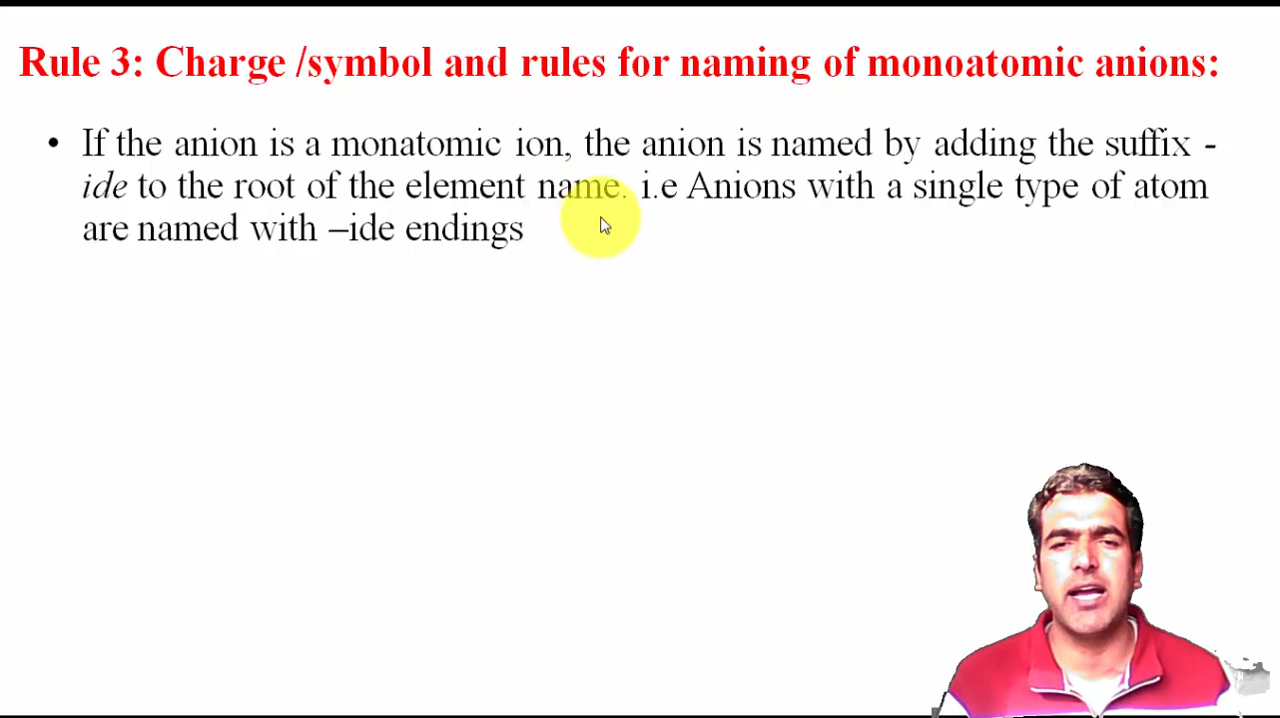 Rule 3: Charge /symbol and rules for naming of monoatomic anions:
• If the anion is a monatomic ion, the anion is named by adding the suffix -
ide to the root of the element name. i.e Anions with a single type of atom
are named with –ide endings